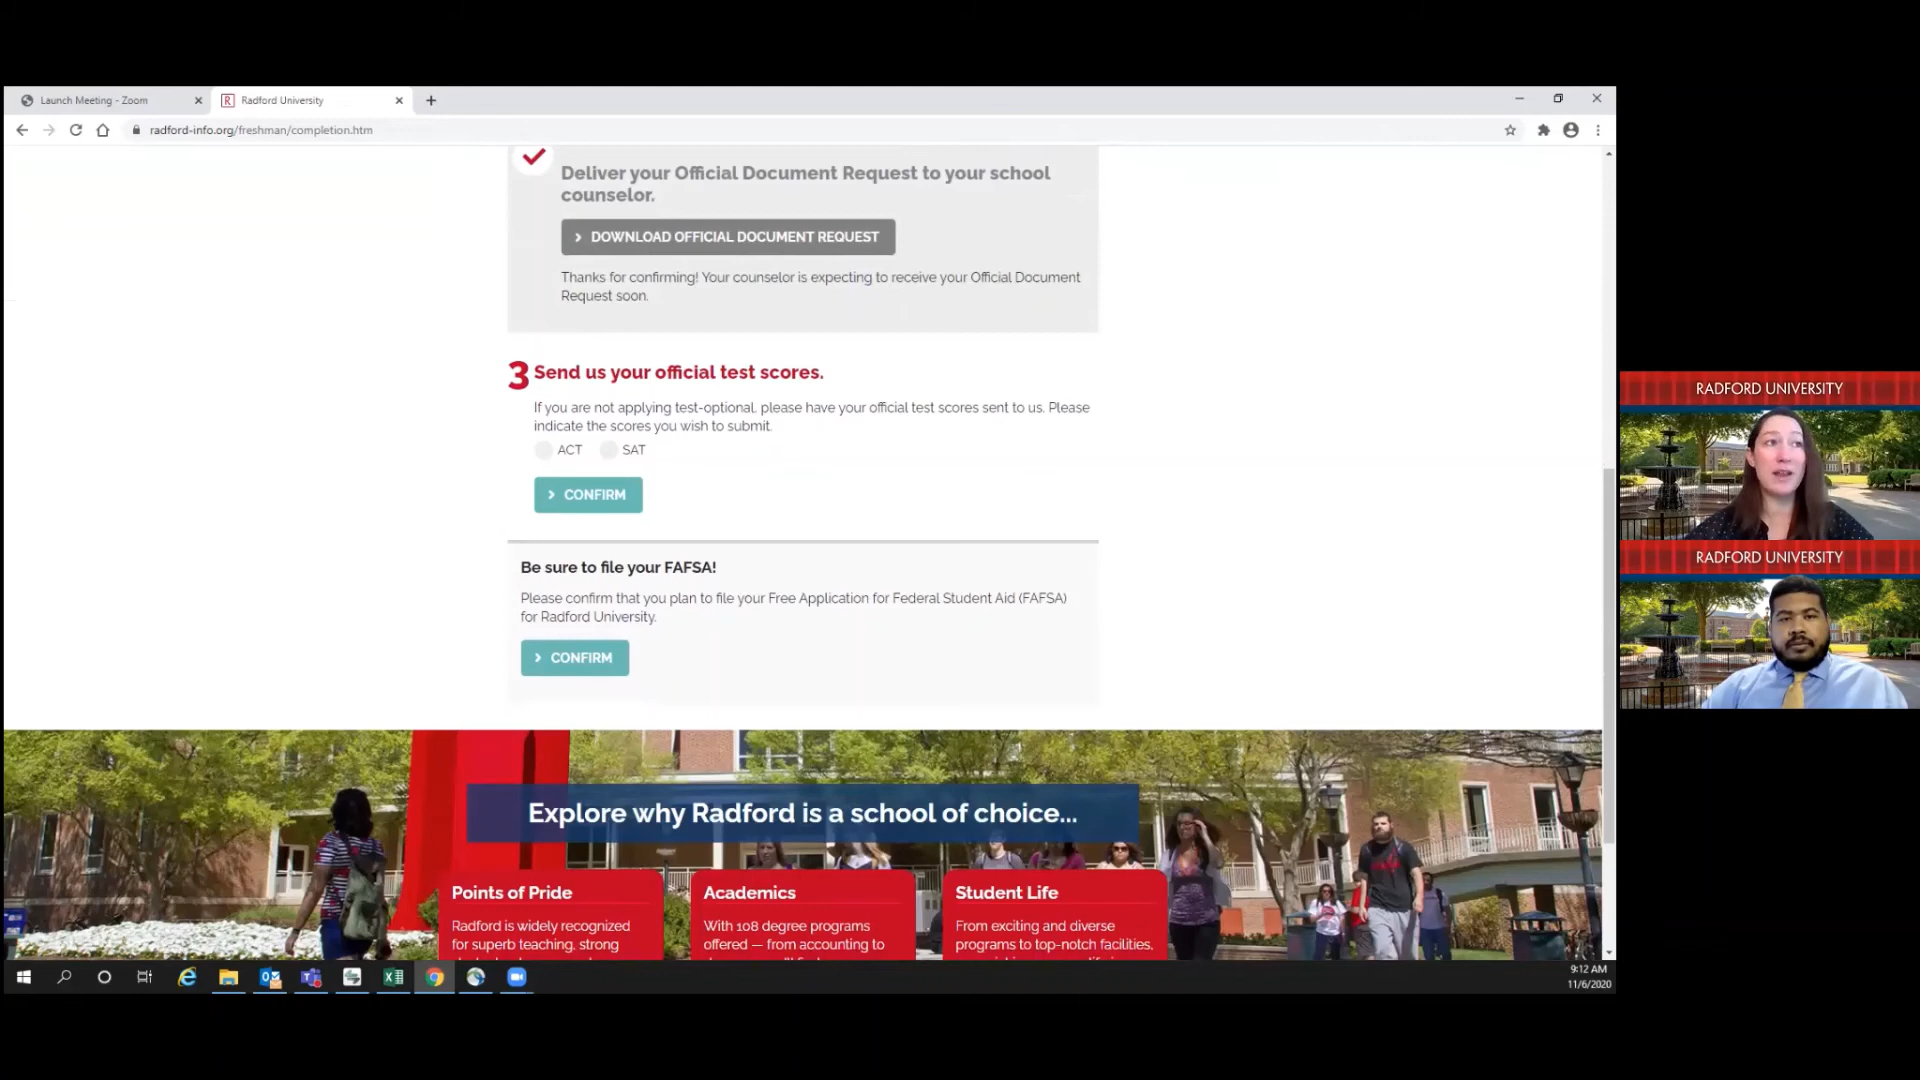 Launch Meeting - Zoom
Radford University
radford-info.org/freshman/completion.htm
Deliver your Official Document Request to your school
counselor.
DOWNLOAD OFFICIAL DOCUMENT REQUEST
Thanks for confirming! Your counselor is expecting to receive your Official Document
Request soon.
3 Send us your official test scores.
If you are not applying test-optional, please have your official test scores sent to us. Please
indicate the scores you wish to submit.
ACT SAT
CONFIRM
Be sure to file your FAFSA!
Please confirm that you plan to file your Free Application for Federal Student Aid (FAFSA)
for Radford University.
CONFIRM
Explore why Radford is a school of choice...
Points of Pride
Radford is widely recognized
for superb teaching, strong
Academics
With 108 degree programs
offered — from accounting to
Student Life
From exciting and diverse
programs to top-notch facilities,
9:12 AM
11/6/2020
RADFORD UNIVERSITY
RADFORD UNIVERSITY